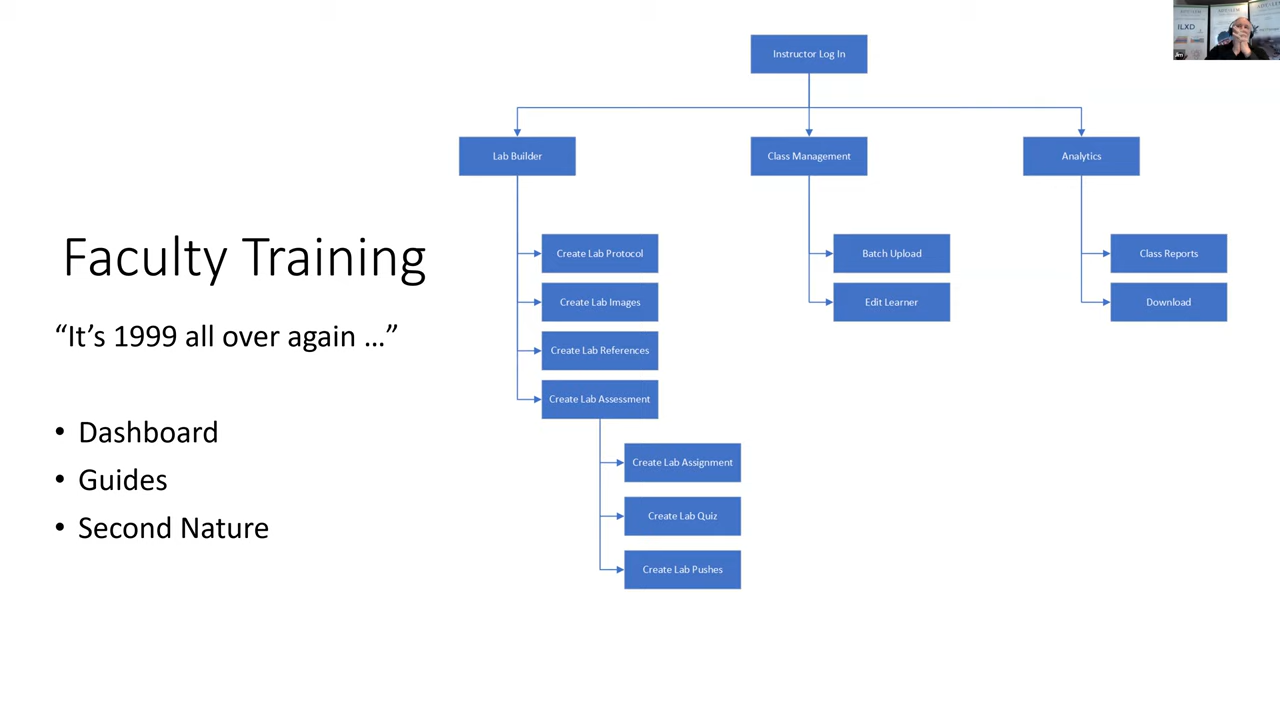 Faculty Training
“It’s 1999 all over again …”
• Dashboard
• Guides
• Second Nature
Instructor Log In
Lab Builder
Create Lab Protocol
Create Lab Images
Create Lab References
Create Lab Assessment
Create Lab Assignment
Create Lab Quiz
Create Lab Pushes
Class Management
Batch Upload
Edit Learner
Analytics
Class Reports
Download
ILXD
Jim